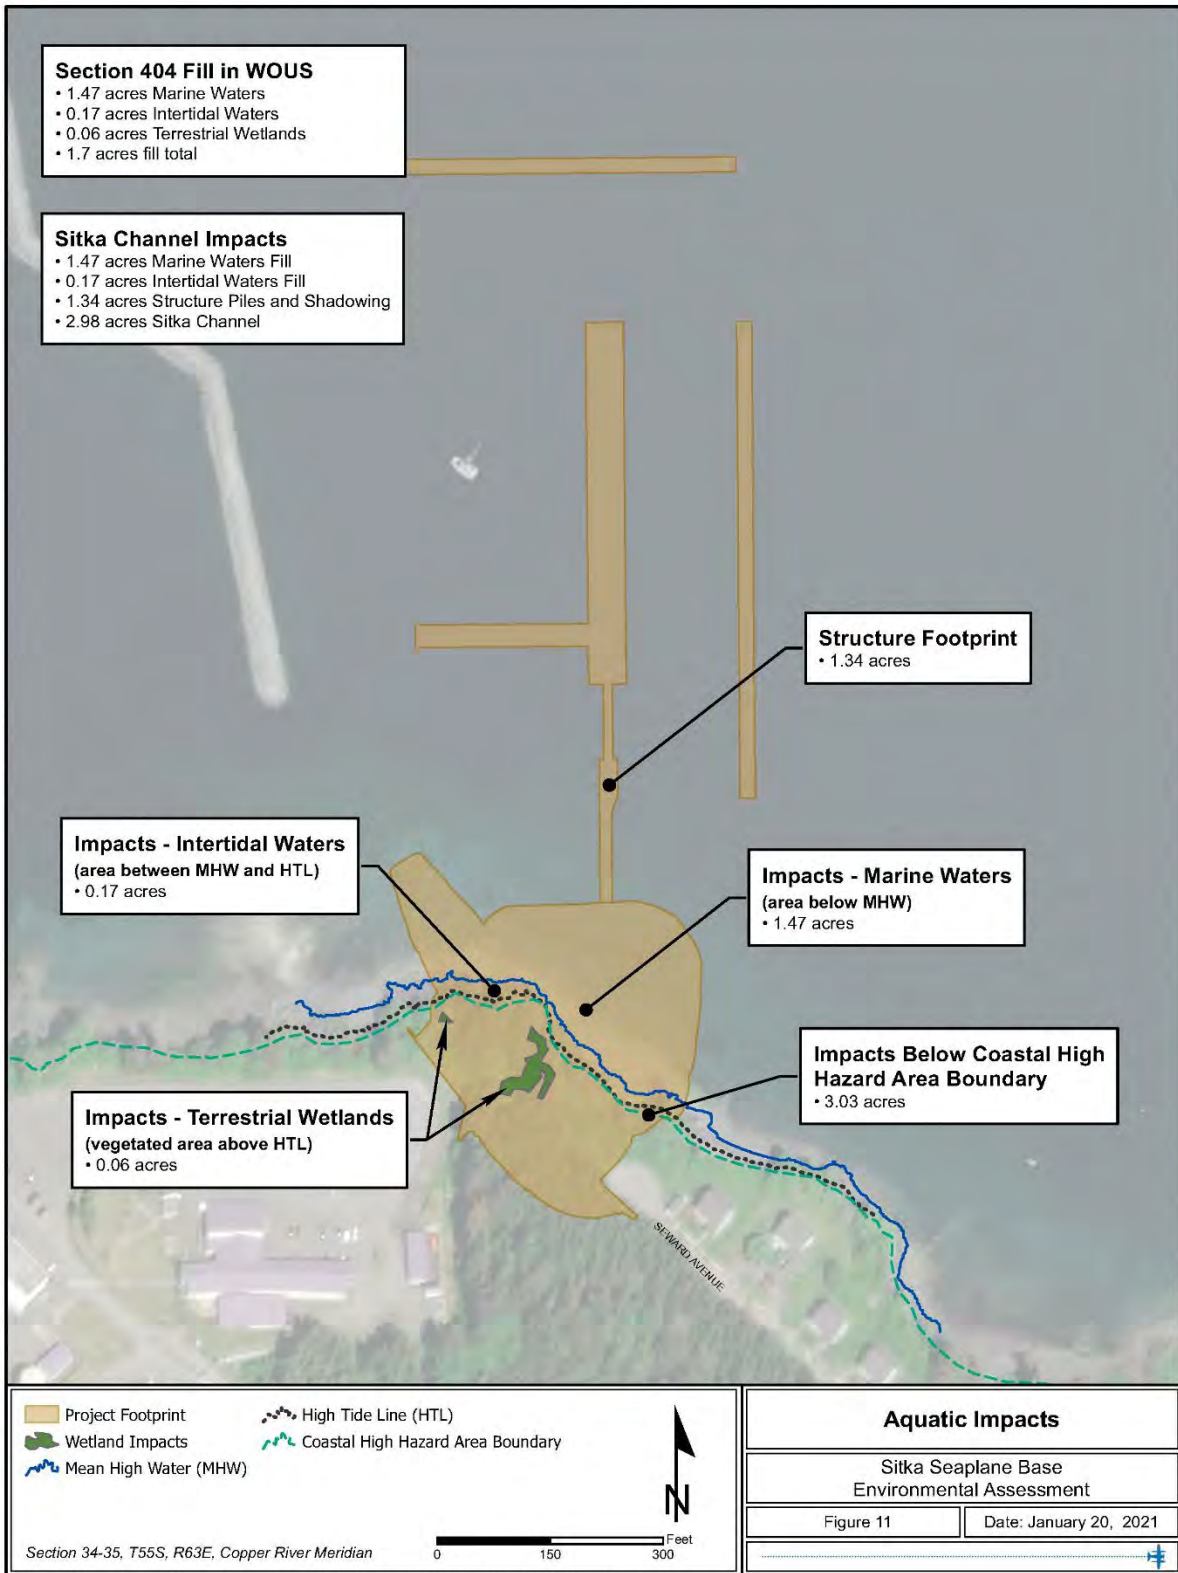 Section 404 Fill in WOUS
• 1.47 acres Marine Waters
• 0.17 acres Intertidal Waters
• 0.06 acres Terrestrial Wetlands
• 1.7 acres fill total
Sitka Channel Impacts
• 1.47 acres Marine Waters Fill
• 0.17 acres Intertidal Waters Fill
• 1.34 acres Structure Piles and Shadowing
• 2.98 acres Sitka Channel
Structure Footprint
• 1.34 acres
Impacts - Intertidal Waters
(area between MHW and HTL)
• 0.17 acres
Impacts - Marine Waters
(area below MHW)
• 1.47 acres
Impacts Below Coastal High
Hazard Area Boundary
• 3.03 acres
Impacts - Terrestrial Wetlands
(vegetated area above HTL)
• 0.06 acres
SEWARD AVENUE
Project Footprint
Wetland Impacts
Mean High Water (MHW)
High Tide Line (HTL)
Coastal High Hazard Area Boundary
N
Feet
0 150 300
Section 34-35, T55S, R63E, Copper River Meridian
Aquatic Impacts
Sitka Seaplane Base
Environmental Assessment
Figure 11
Date: January 20, 2021